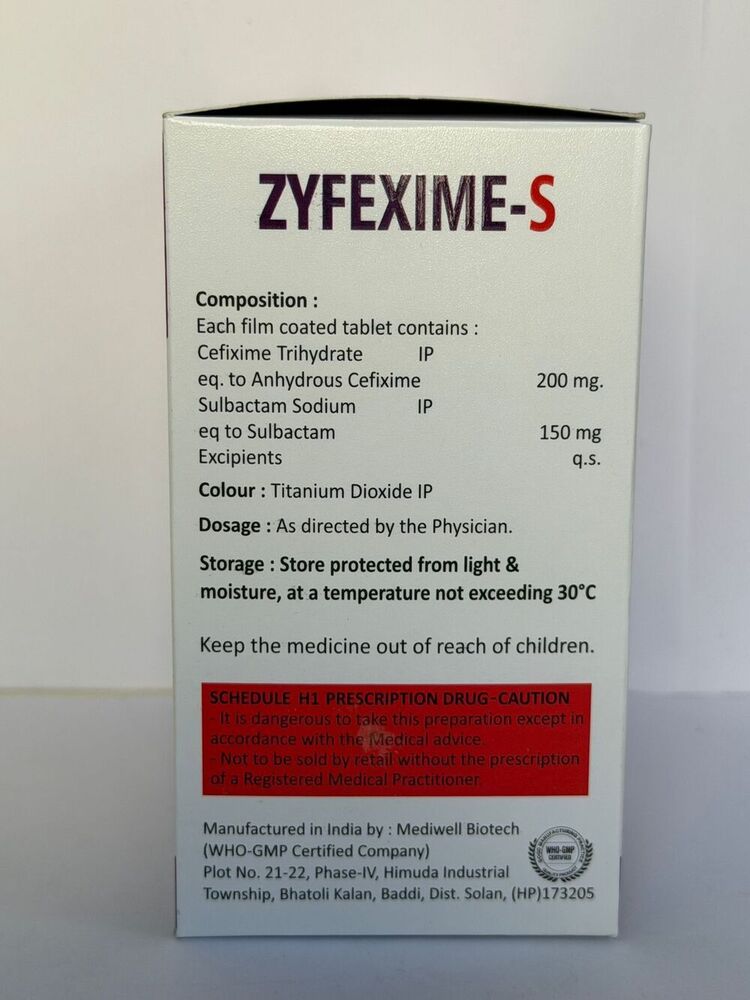 ZYFEXIME-S
Composition :
Each film coated tablet contains :
Cefixime Trihydrate IP
eq. to Anhydrous Cefixime 200 mg.
Sulbactam Sodium IP
eq to Sulbactam 150 mg
Excipients q.s.
Colour : Titanium Dioxide IP
Dosage : As directed by the Physician.
Storage : Store protected from light &
moisture, at a temperature not exceeding 30°C
Keep the medicine out of reach of children.
SCHEDULE H1 PRESCRIPTION DRUG-CAUTION
- It is dangerous to take this preparation except in
accordance with the Medical advice.
- Not to be sold by retail without the prescription
of a Registered Medical Practitioner.
Manufactured in India by : Mediwell Biotech
(WHO-GMP Certified Company)
Plot No. 21-22, Phase-IV, Himuda Industrial
Township, Bhatoli Kalan, Baddi, Dist. Solan, (HP)173205
GOOD MANUFACTURING PRACTICE
WHO-GMP
CERTIFIED